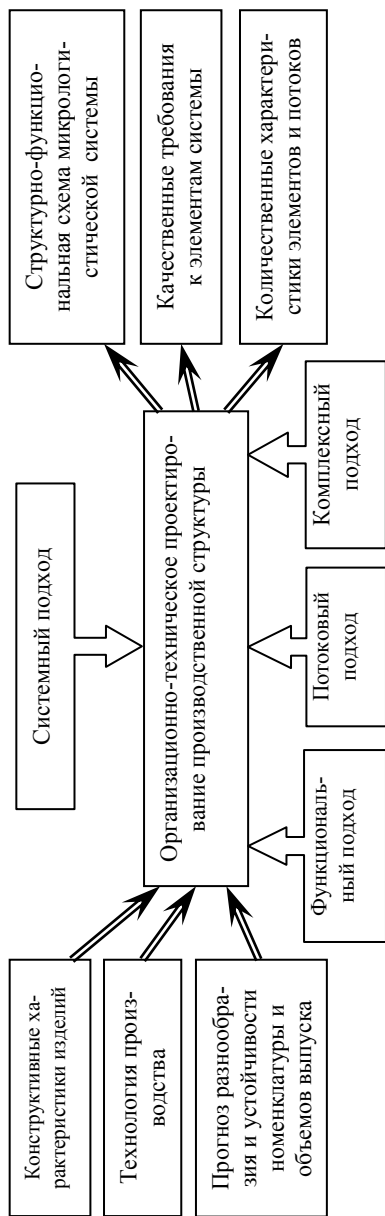 Конструктивные ха-
рактеристики изделий
Технология произ-
водства
Прогноз разнообра-
зия и устойчивости
номенклатуры и
объемов выпуска
Системный подход
Организационно-техническое проектиро-
вание производственной структуры
Функциональ-
ный подход
Потоковый
подход
Комплексный
подход
Структурно-функцио-
нальная схема микрологи-
стической системы
Качественные требования
к элементам системы
Количественные характери-
стики элементов и потоков